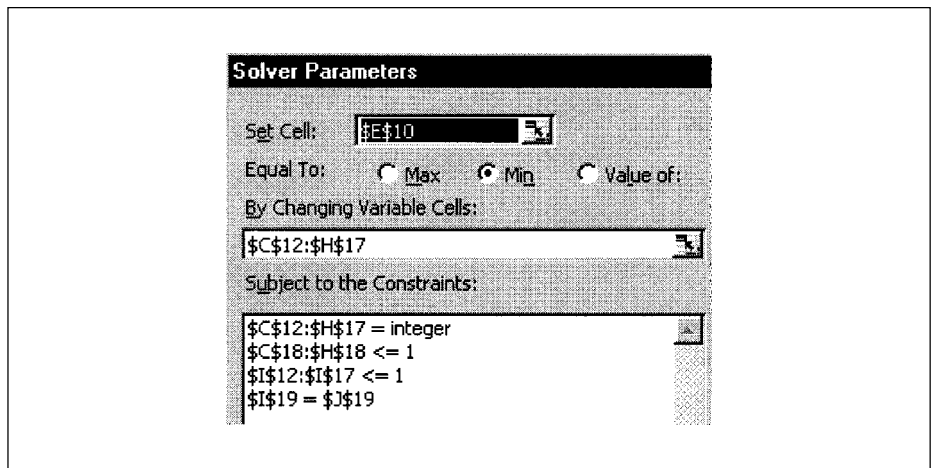 Solver Parameters
Set Cell: $E$10
Equal To: Max Min Value of:
By Changing Variable Cells:
$C$12:$H$17
Subject to the Constraints:
$C$12:$H$17 = integer
$C$18:$H$18 <= 1
$I$12:$I$17 <= 1
$I$19 = $J$19